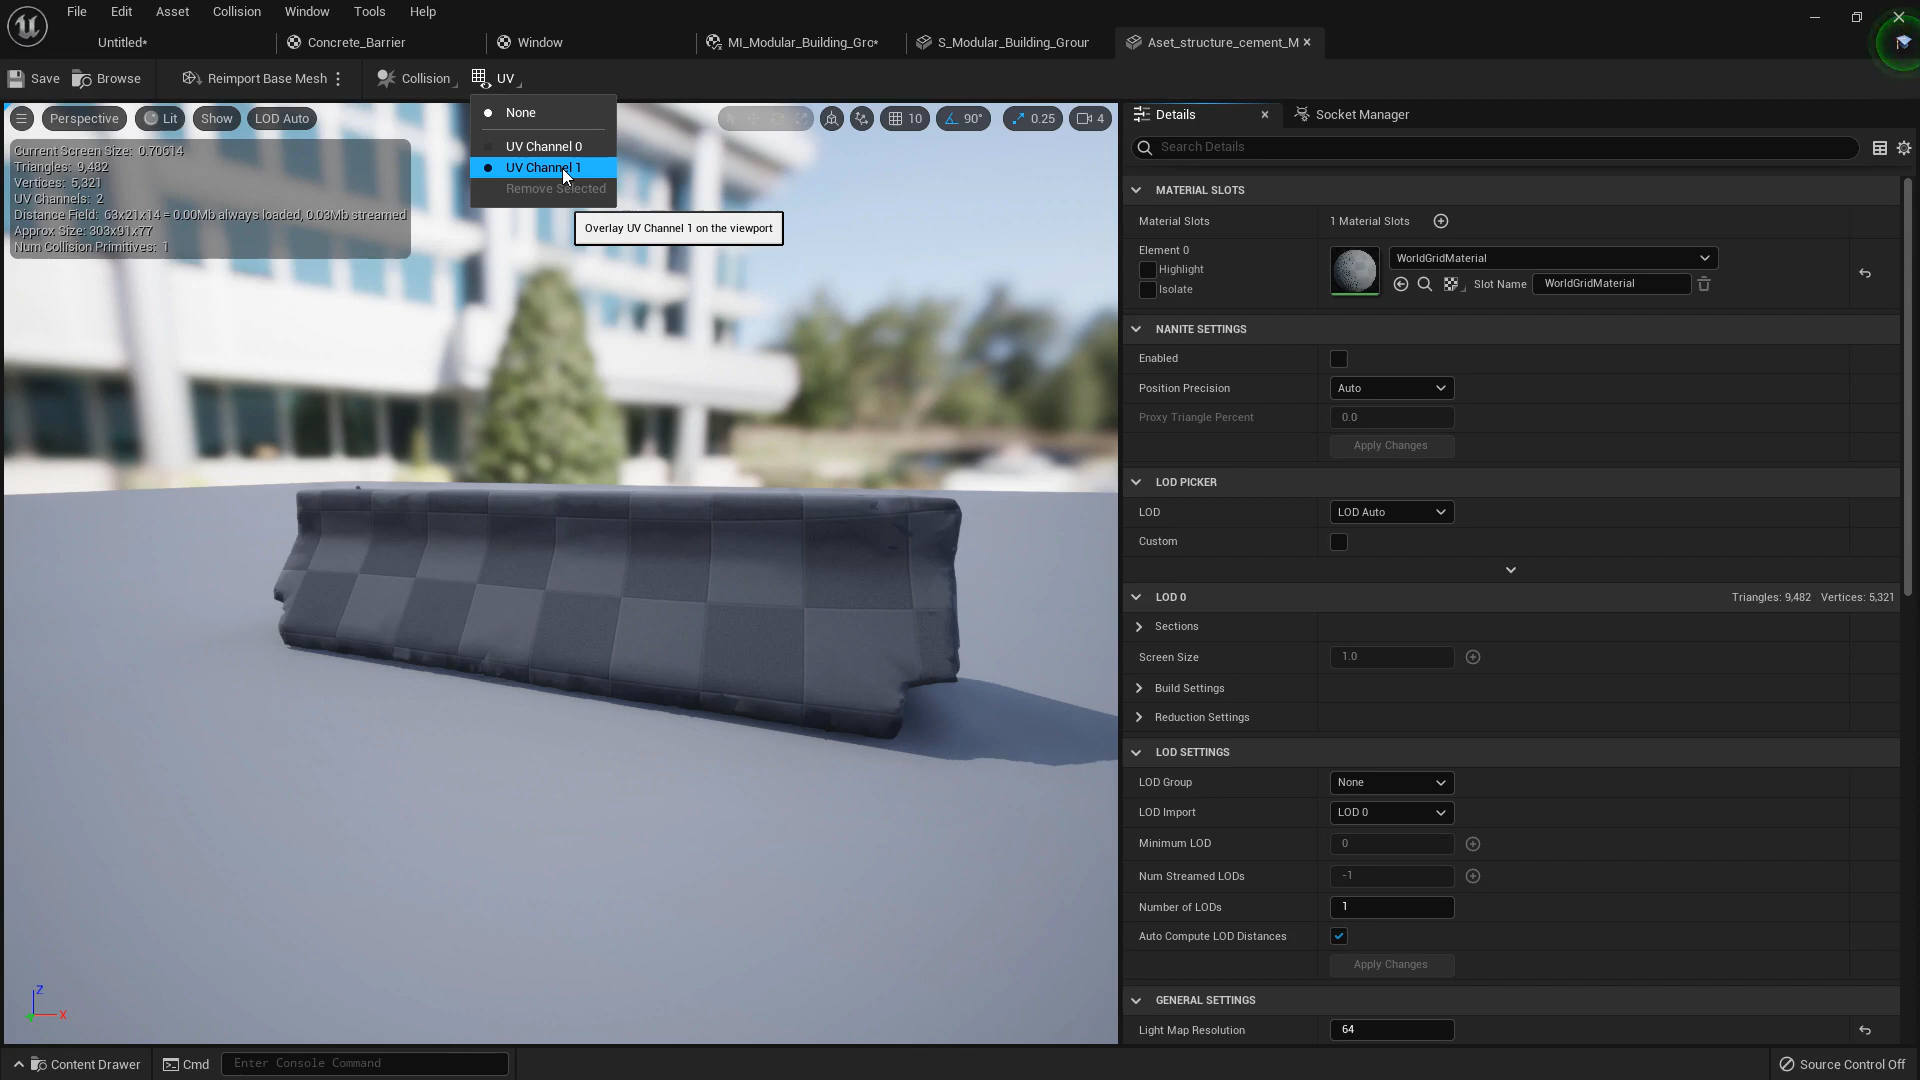 File Edit Asset Collision Window Tools Help
Untitled* Concrete_Barrier Window MI_Modular_Building_Gro* S_Modular_Building_Grour Aset_structure_cement_M
Save Browse Reimport Base Mesh Collision UV
Perspective Lit Show LOD Auto 10 90° 0.25 4
None
UV Channel 0
UV Channel 1
Remove Selected
Overlay UV Channel 1 on the viewport
Current Screen Size: 0.70614
Triangles: 9,482
Vertices: 5,321
UV Channels: 2
Distance Field: 63x21x14 = 0.00Mb always loaded, 0.03Mb streamed
Approx Size: 303x91x77
Num Collision Primitives: 1
Z
X
Details Socket Manager
Search Details
MATERIAL SLOTS
Material Slots 1 Material Slots
Element 0
Highlight
Isolate
WorldGridMaterial
Slot Name WorldGridMaterial
NANITE SETTINGS
Enabled
Position Precision Auto
Proxy Triangle Percent 0.0
Apply Changes
LOD PICKER
LOD LOD Auto
Custom
LOD 0 Triangles: 9,482 Vertices: 5,321
Sections
Screen Size 1.0
Build Settings
Reduction Settings
LOD SETTINGS
LOD Group None
LOD Import LOD 0
Minimum LOD 0
Num Streamed LODs -1
Number of LODs 1
Auto Compute LOD Distances
Apply Changes
GENERAL SETTINGS
Light Map Resolution 64
Content Drawer Cmd Enter Console Command Source Control Off